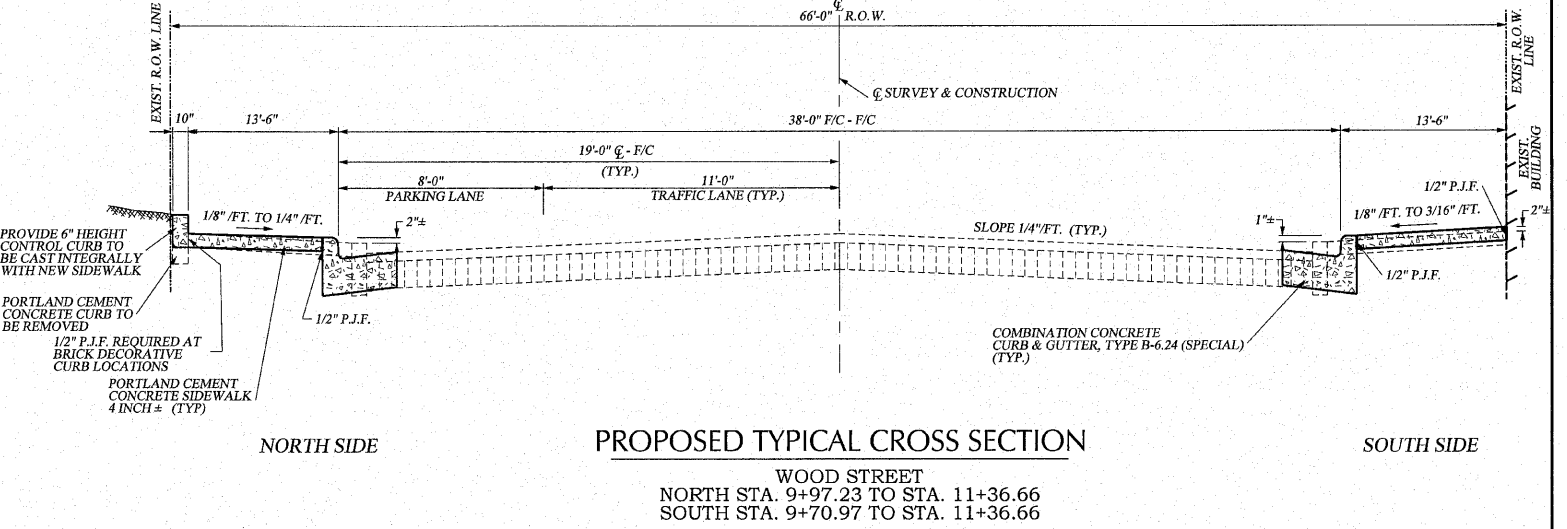 ℄
66'-0" R.O.W.
EXIST. R.O.W. LINE
EXIST. R.O.W.
LINE
℄ SURVEY & CONSTRUCTION
10"
13'-6"
38'-0" F/C - F/C
13'-6"
19'-0" ℄ - F/C
(TYP.)
8'-0"
PARKING LANE
11'-0"
TRAFFIC LANE (TYP.)
EXIST.
BUILDING
1/2" P.J.F.
1/8" /FT. TO 1/4" /FT.
2"±
SLOPE 1/4"/FT. (TYP.)
1"±
1/8" /FT. TO 3/16" /FT.
2"±
PROVIDE 6" HEIGHT
CONTROL CURB TO
BE CAST INTEGRALLY
WITH NEW SIDEWALK
1/2" P.J.F.
PORTLAND CEMENT
CONCRETE CURB TO
BE REMOVED
1/2" P.J.F.
1/2" P.J.F. REQUIRED AT
BRICK DECORATIVE
CURB LOCATIONS
COMBINATION CONCRETE
CURB & GUTTER, TYPE B-6.24 (SPECIAL)
(TYP.)
PORTLAND CEMENT
CONCRETE SIDEWALK
4 INCH ± (TYP)
NORTH SIDE
PROPOSED TYPICAL CROSS SECTION
SOUTH SIDE
WOOD STREET
NORTH STA. 9+97.23 TO STA. 11+36.66
SOUTH STA. 9+70.97 TO STA. 11+36.66